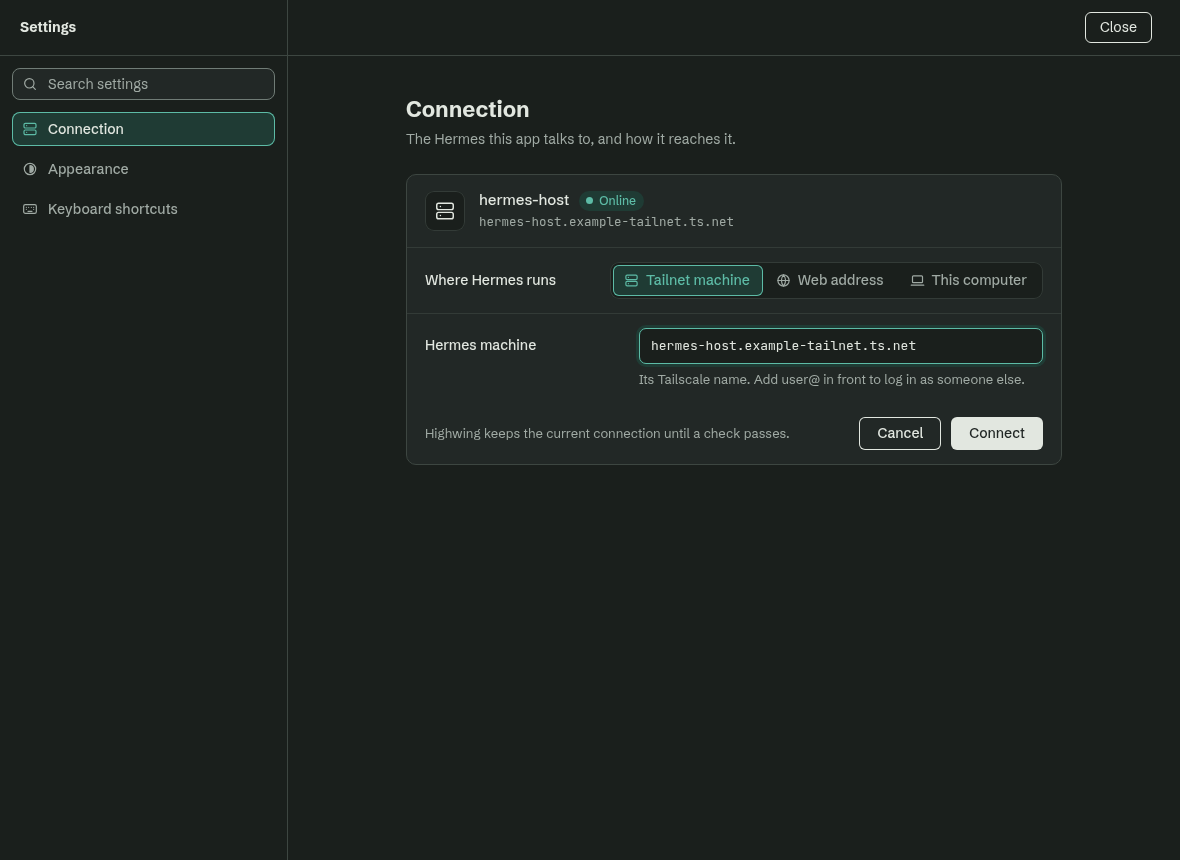 Settings
Close
Search settings
Connection
Appearance
Keyboard shortcuts
Connection
The Hermes this app talks to, and how it reaches it.
hermes-host
Online
hermes-host.example-tailnet.ts.net
Where Hermes runs
Tailnet machine
Web address
This computer
Hermes machine
hermes-host.example-tailnet.ts.net
Its Tailscale name. Add user@ in front to log in as someone else.
Highwing keeps the current connection until a check passes.
Cancel
Connect